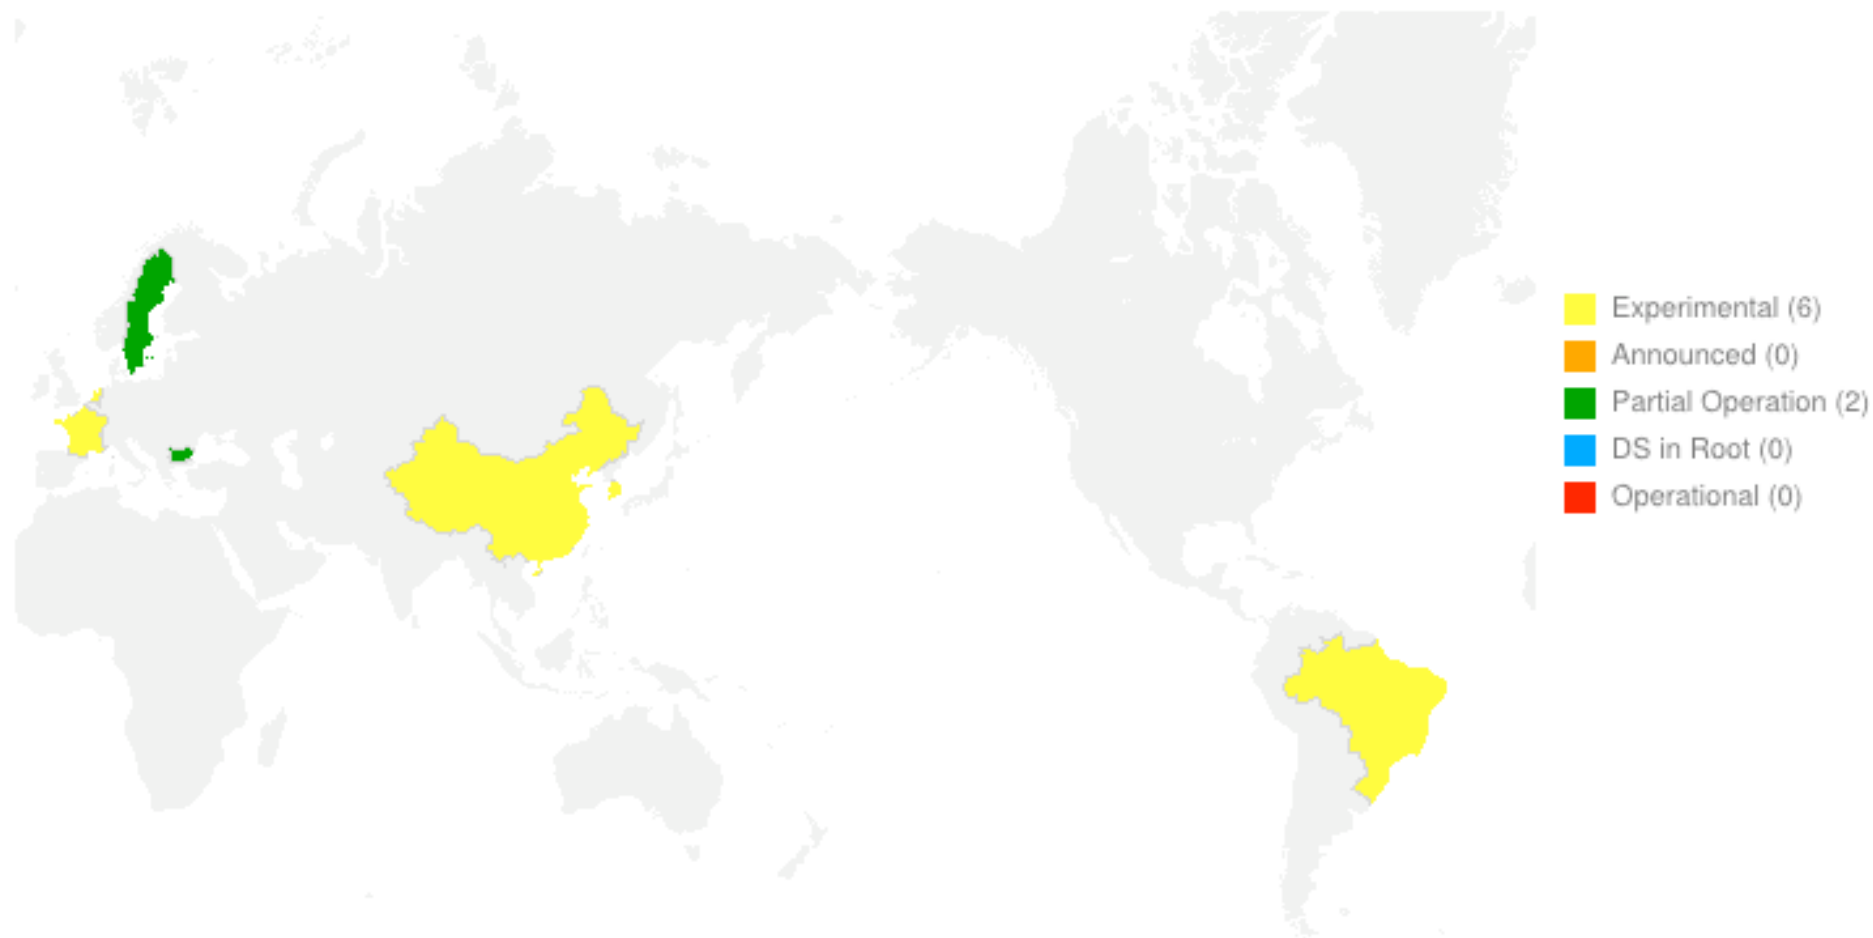 Experimental (6)
Announced (0)
Partial Operation (2)
DS in Root (0)
Operational (0)